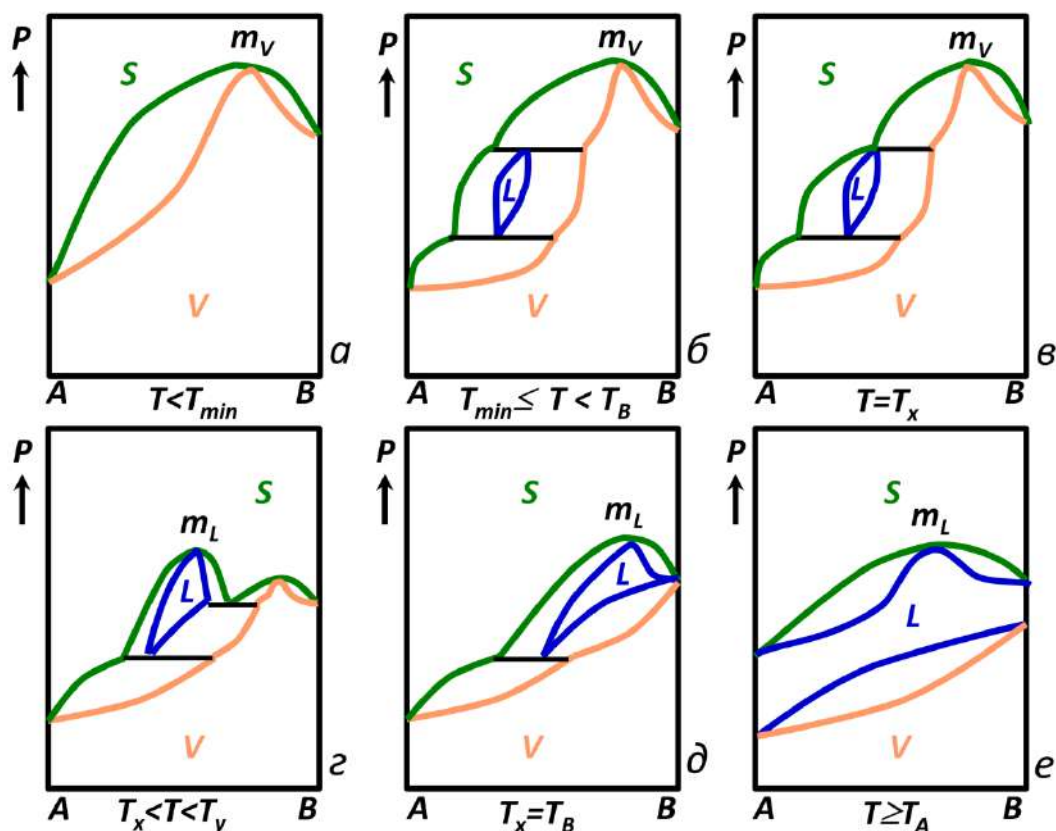 P
S
m_V
V
a
A
B
T<T_min
P
S
m_V
L
V
б
A
B
T_min ≤ T < T_B
P
S
m_V
L
V
в
A
B
T=T_x
P
S
m_L
L
V
г
A
B
T_x<T<T_y
P
S
m_L
L
V
д
A
B
T_x=T_B
P
S
m_L
L
V
е
A
B
T≥T_A